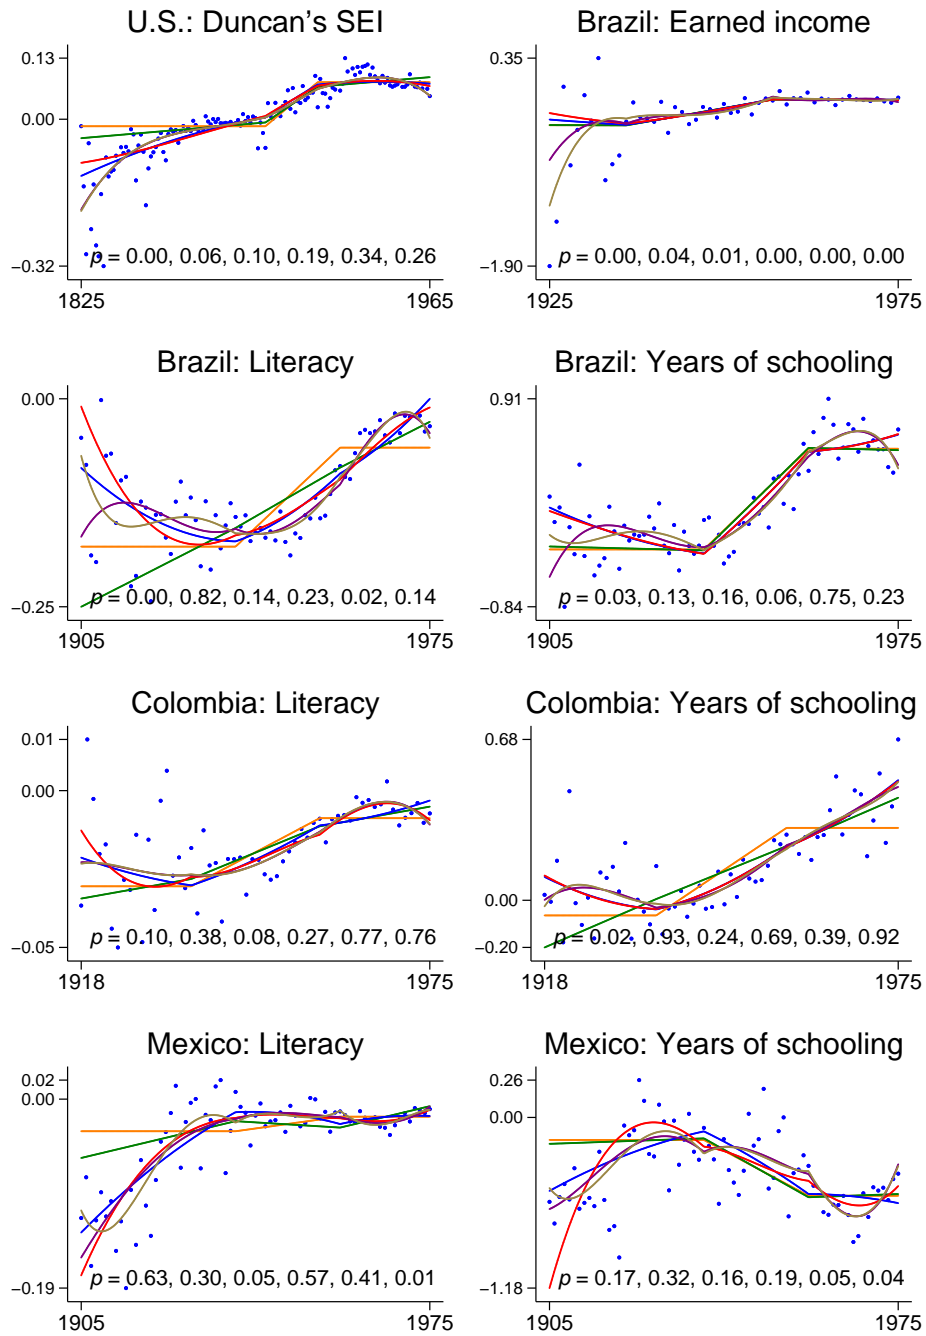 U.S.: Duncan's SEI
0.13
0.00
−0.32
p = 0.00, 0.06, 0.10, 0.19, 0.34, 0.26
1825
1965
Brazil: Earned income
0.35
−1.90
p = 0.00, 0.04, 0.01, 0.00, 0.00, 0.00
1925
1975
Brazil: Literacy
0.00
−0.25
p = 0.00, 0.82, 0.14, 0.23, 0.02, 0.14
1905
1975
Brazil: Years of schooling
0.91
−0.84
p = 0.03, 0.13, 0.16, 0.06, 0.75, 0.23
1905
1975
Colombia: Literacy
0.01
0.00
−0.05
p = 0.10, 0.38, 0.08, 0.27, 0.77, 0.76
1918
1975
Colombia: Years of schooling
0.68
0.00
−0.20
p = 0.02, 0.93, 0.24, 0.69, 0.39, 0.92
1918
1975
Mexico: Literacy
0.02
0.00
−0.19
p = 0.63, 0.30, 0.05, 0.57, 0.41, 0.01
1905
1975
Mexico: Years of schooling
0.26
0.00
−1.18
p = 0.17, 0.32, 0.16, 0.19, 0.05, 0.04
1905
1975